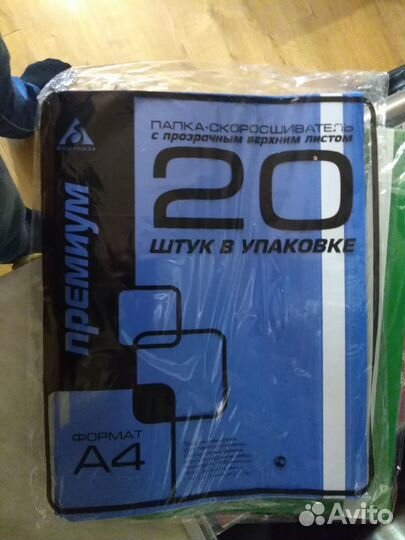 ПАПКА-СКОРОСШИВАТЕЛЬ
с прозрачным верхним листом
20
ШТУК В УПАКОВКЕ
ПРЕМИУМ
ФОРМАТ
А4
Avito